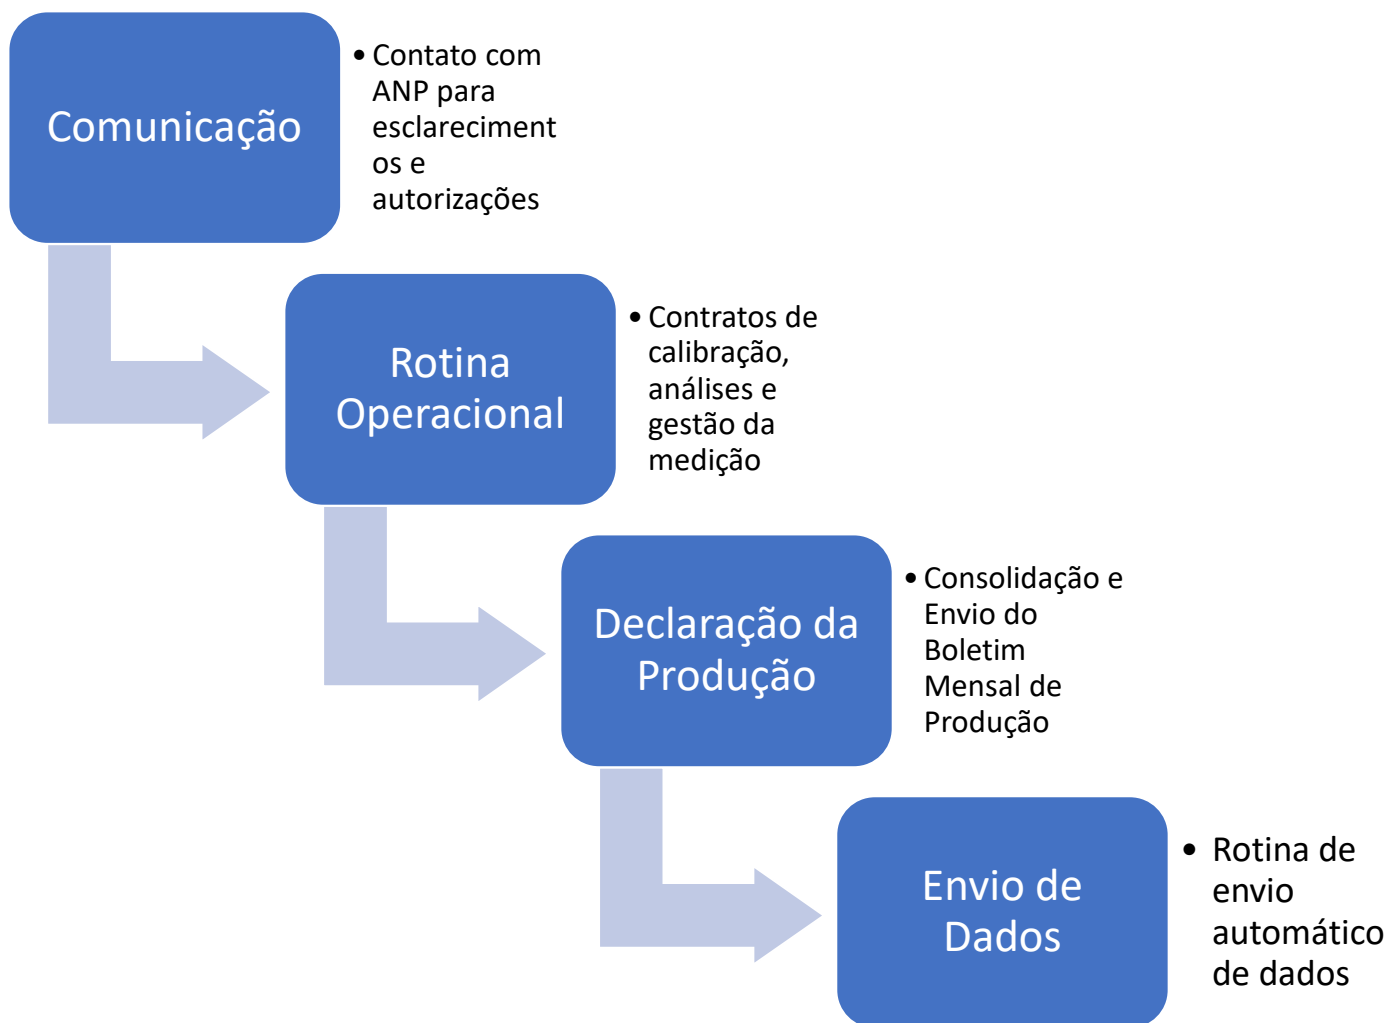 Comunicação
• Contato com
ANP para
esclareciment
os e
autorizações
Rotina
Operacional
• Contratos de
calibração,
análises e
gestão da
medição
Declaração da
Produção
• Consolidação e
Envio do
Boletim
Mensal de
Produção
Envio de
Dados
• Rotina de
envio
automático
de dados